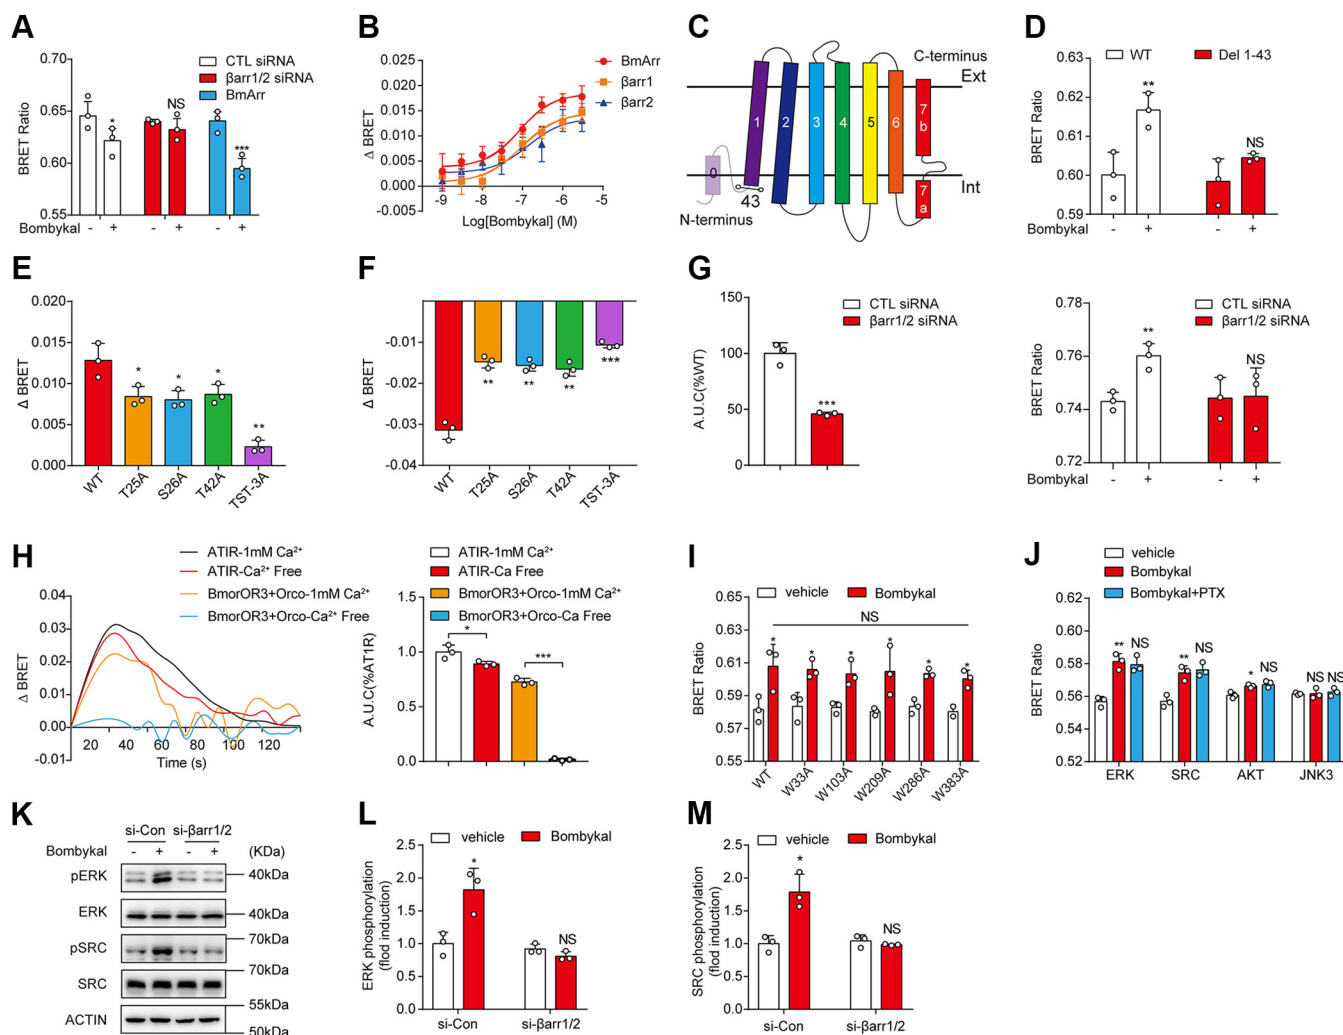 A
BRET Ratio
0.70
0.65
0.60
0.55
CTL siRNA
βarr1/2 siRNA
BmArr
*
NS
***
Bombykal - + - + - +
B
Δ BRET
0.025
0.020
0.015
0.010
0.005
0.000
-0.005
BmArr
βarr1
βarr2
-9 -8 -7 -6 -5
Log[Bombykal] (M)
C
C-terminus
Ext
1 2 3 4 5 6 7 b
0
43
7 a
Int
N-terminus
D
BRET Ratio
0.63
0.61
0.60
0.59
WT
Del 1-43
**
NS
Bombykal - + - +
E
Δ BRET
0.020
0.015
0.010
0.005
0.000
* * * **
WT T25A S26A T42A TST-3A
F
Δ BRET
-0.01
-0.02
-0.03
-0.04
** ** ** ***
WT T25A S26A T42A TST-3A
G
A.U.C(%WT)
150
100
50
0
CTL siRNA
βarr1/2 siRNA
***
BRET Ratio
0.78
0.76
0.74
0.72
CTL siRNA
βarr1/2 siRNA
**
NS
Bombykal - + - +
H
ATIR-1mM Ca²⁺
ATIR-Ca²⁺ Free
BmorOR3+Orco-1mM Ca²⁺
BmorOR3+Orco-Ca²⁺ Free
Δ BRET
0.04
0.03
0.02
0.01
0.00
-0.01
20 40 60 80 100 120
Time (s)
ATIR-1mM Ca²⁺
ATIR-Ca Free
BmorOR3+Orco-1mM Ca²⁺
BmorOR3+Orco-Ca Free
A.U.C(%AT1R)
1.5
1.0
0.5
0.0
*
***
I
vehicle
Bombykal
BRET Ratio
0.65
0.63
0.61
0.59
0.57
0.55
NS
* * * * * *
WT W33A W103A W209A W286A W383A
J
vehicle
Bombykal
Bombykal+PTX
BRET Ratio
0.62
0.60
0.58
0.56
0.54
0.52
** NS ** NS * NS NS NS
ERK SRC AKT JNK3
K
si-Con si-βarr1/2
Bombykal - + - + (KDa)
pERK 40kDa
ERK 40kDa
pSRC 70kDa
70kDa
SRC
55kDa
ACTIN
50kDa
L
vehicle
Bombykal
ERK phosphorylation
(flod induction)
2.5
2.0
1.5
1.0
0.5
0.0
*
NS
si-Con si-βarr1/2
M
vehicle
Bombykal
SRC phosphorylation
(flod induction)
2.5
2.0
1.5
1.0
0.5
0.0
*
NS
si-Con si-βarr1/2